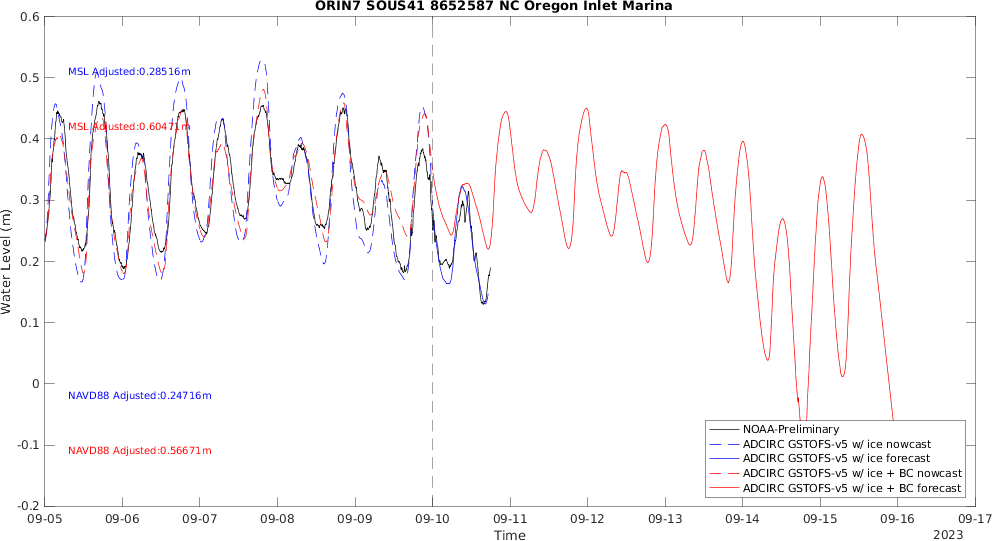 ORIN7 SOUS41 8652587 NC Oregon Inlet Marina
0.6
0.5
0.4
0.3
0.2
0.1
0
-0.1
-0.2
Water Level (m)
MSL Adjusted:0.28516m
MSL Adjusted:0.60471m
NAVD88 Adjusted:0.24716m
NAVD88 Adjusted:0.56671m
NOAA-Preliminary
ADCIRC GSTOFS-v5 w/ ice nowcast
ADCIRC GSTOFS-v5 w/ ice forecast
ADCIRC GSTOFS-v5 w/ ice + BC nowcast
ADCIRC GSTOFS-v5 w/ ice + BC forecast
09-05 09-06 09-07 09-08 09-09 09-10 09-11 09-12 09-13 09-14 09-15 09-16 09-17
Time
2023